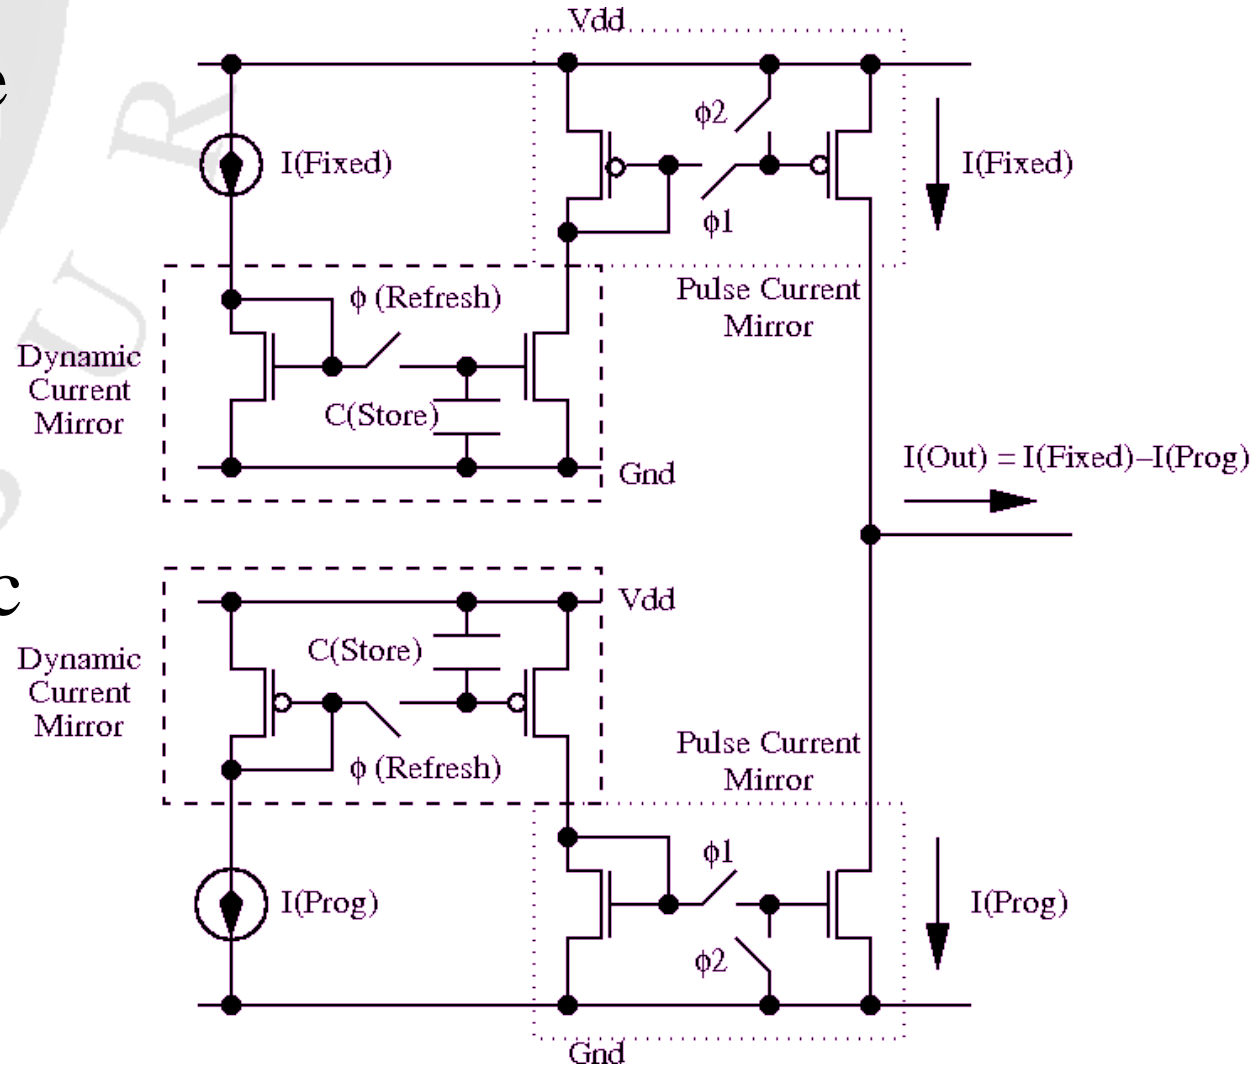 Vdd
e
ϕ2
I(Fixed)
I(Fixed)
ϕ1
R
U
ϕ (Refresh)
Pulse Current
Mirror
Dynamic
Current
Mirror
C(Store)
I(Out) = I(Fixed)–I(Prog)
Gnd
c
Vdd
C(Store)
Dynamic
Current
Mirror
ϕ (Refresh)
Pulse Current
Mirror
ϕ1
I(Prog)
I(Prog)
ϕ2
Gnd